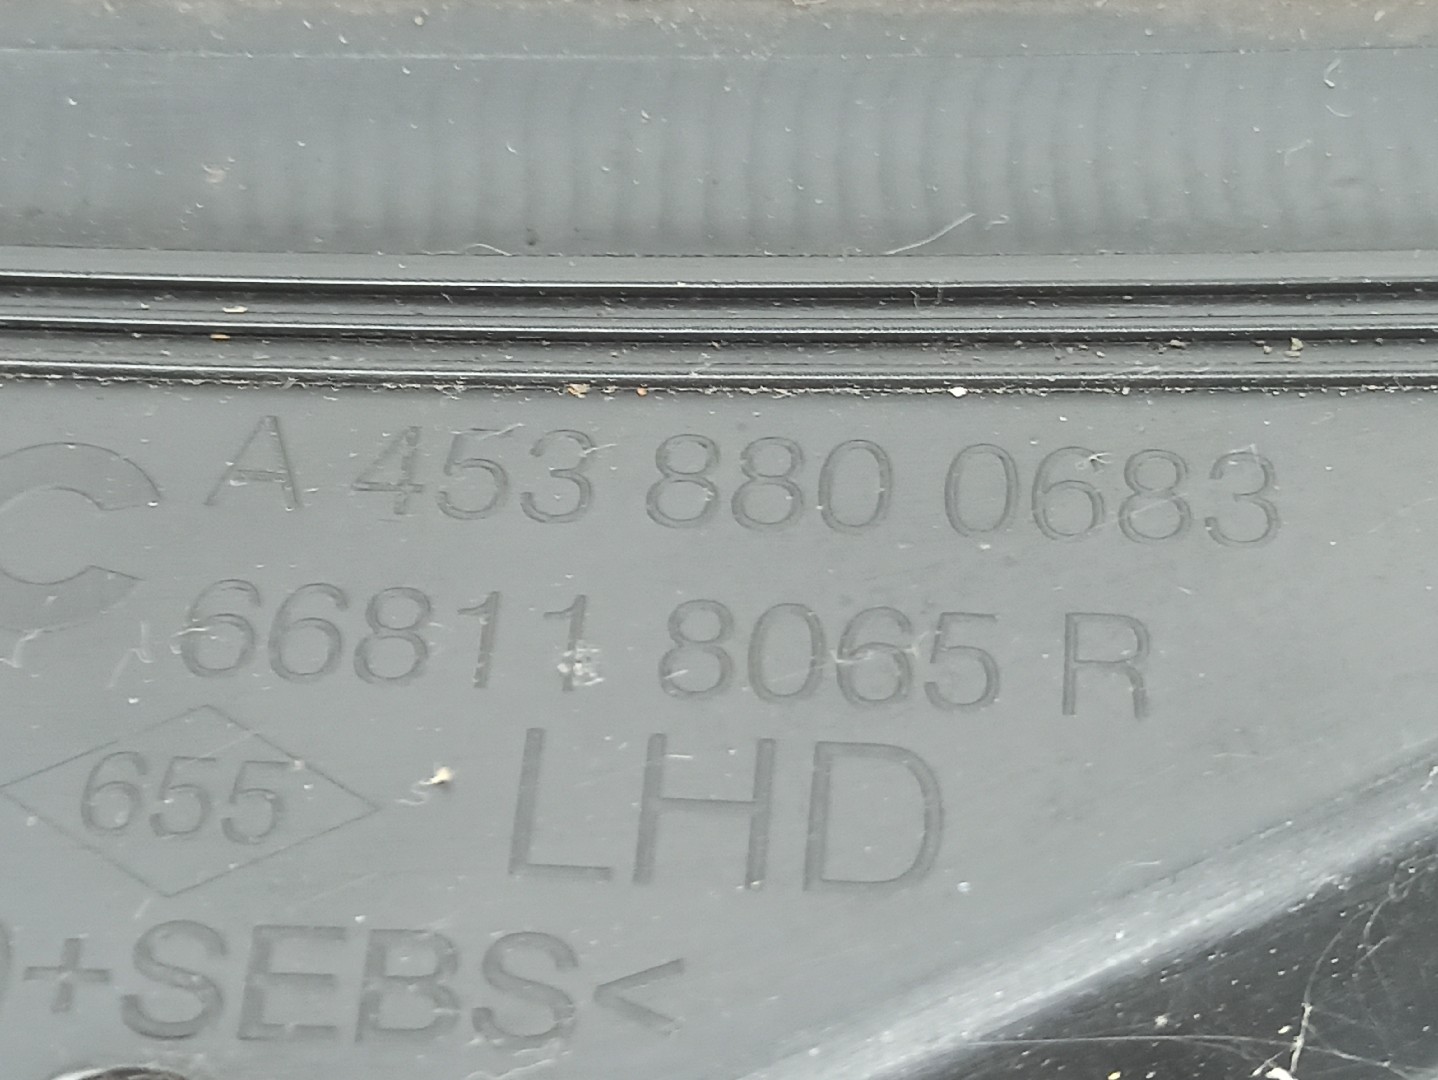 A 453 880 0683
66811 8065 R
655 LHD
+SEBS<